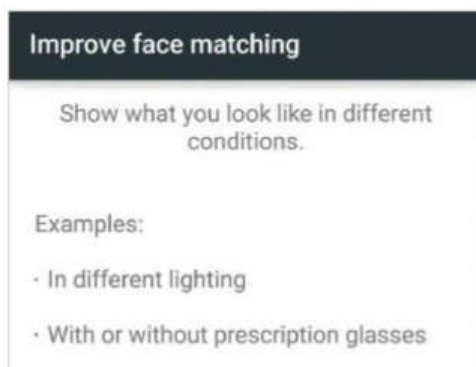 Improve face matching
Show what you look like in different
conditions.
Examples:
· In different lighting
· With or without prescription glasses